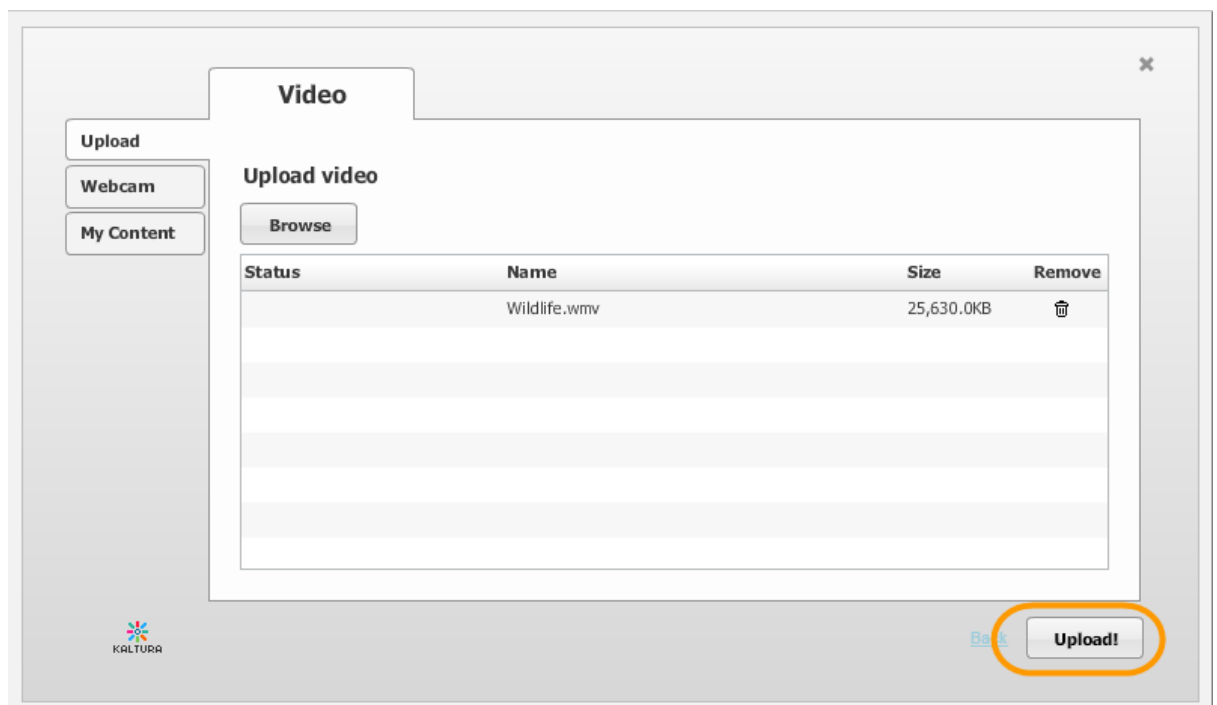 Video
Upload
Webcam
My Content
Upload video
Browse
Status Name Size Remove
Wildlife.wmv 25,630.0KB
KALTURA
Back Upload!